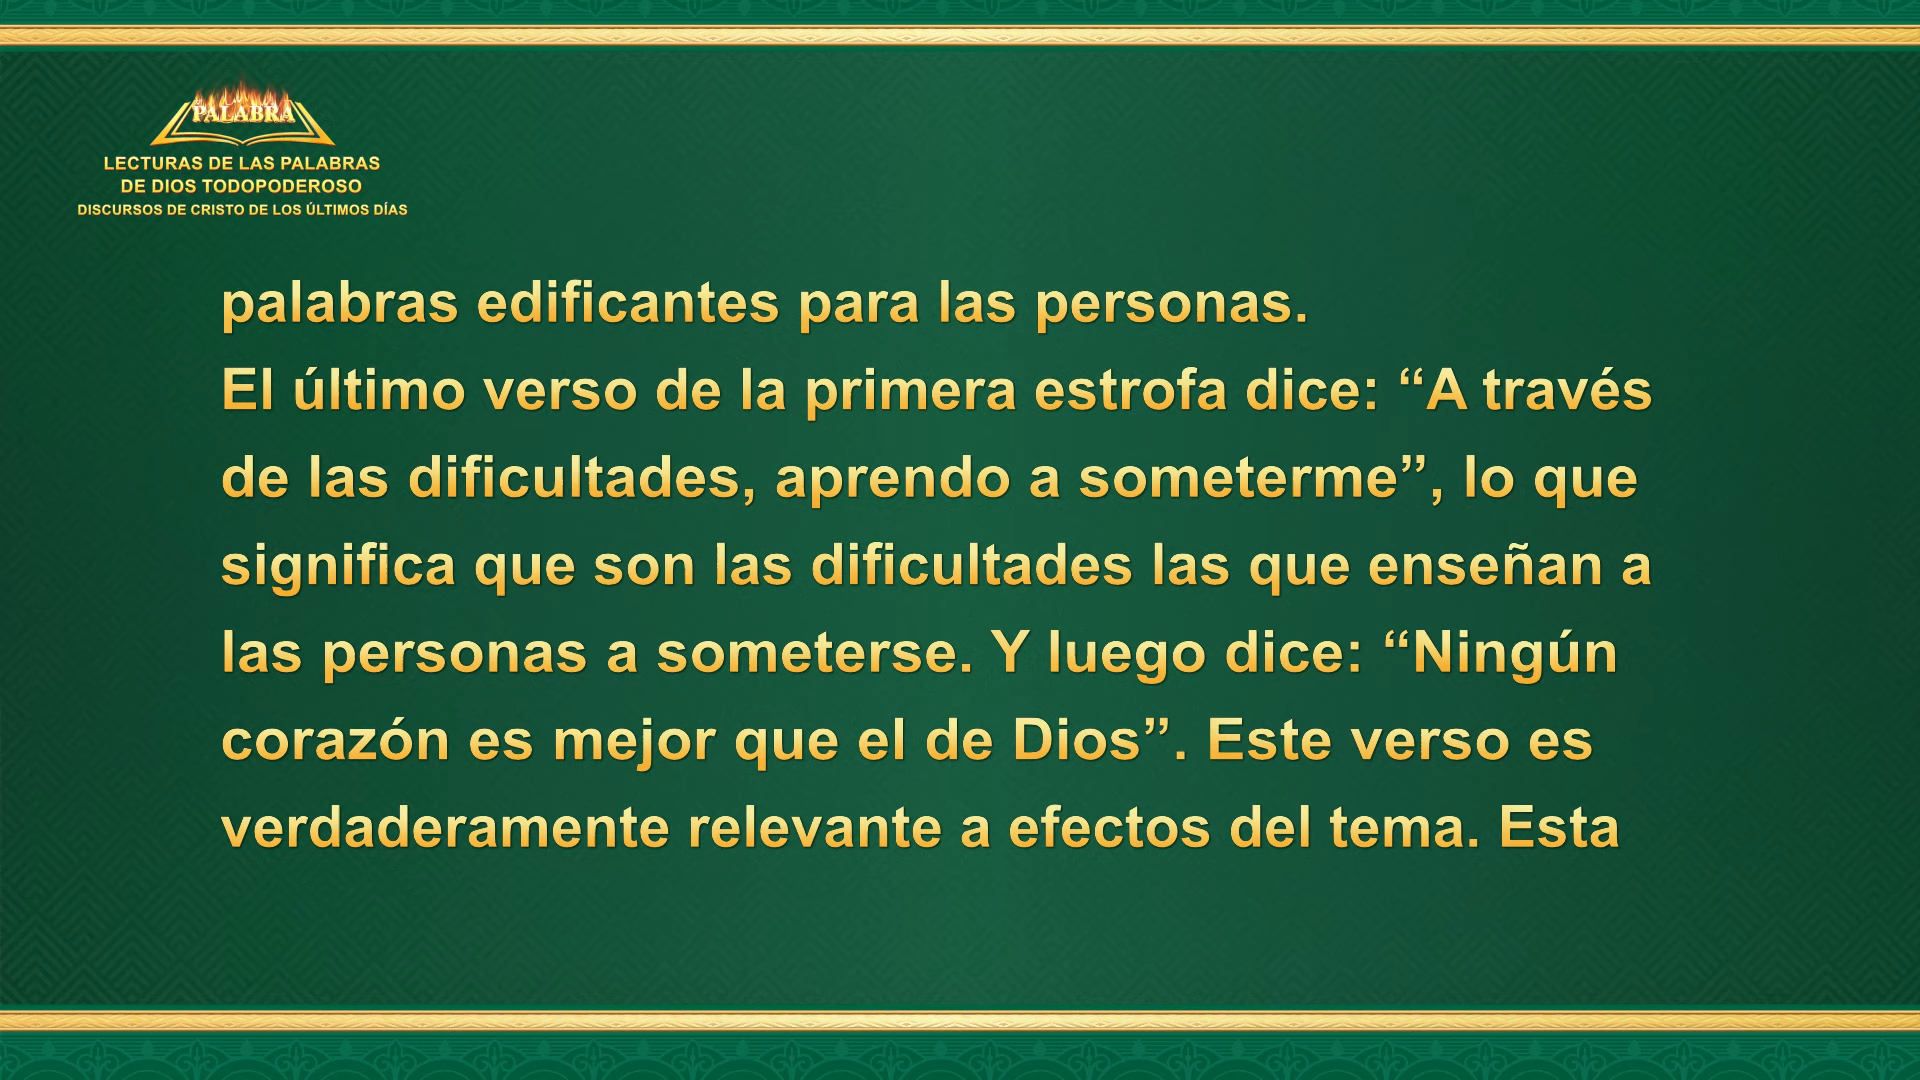 PALABRA
LECTURAS DE LAS PALABRAS
DE DIOS TODOPODEROSO
DISCURSOS DE CRISTO DE LOS ÚLTIMOS DÍAS
palabras edificantes para las personas.
El último verso de la primera estrofa dice: “A través
de las dificultades, aprendo a someterme”, lo que
significa que son las dificultades las que enseñan a
las personas a someterse. Y luego dice: “Ningún
corazón es mejor que el de Dios”. Este verso es
verdaderamente relevante a efectos del tema. Esta